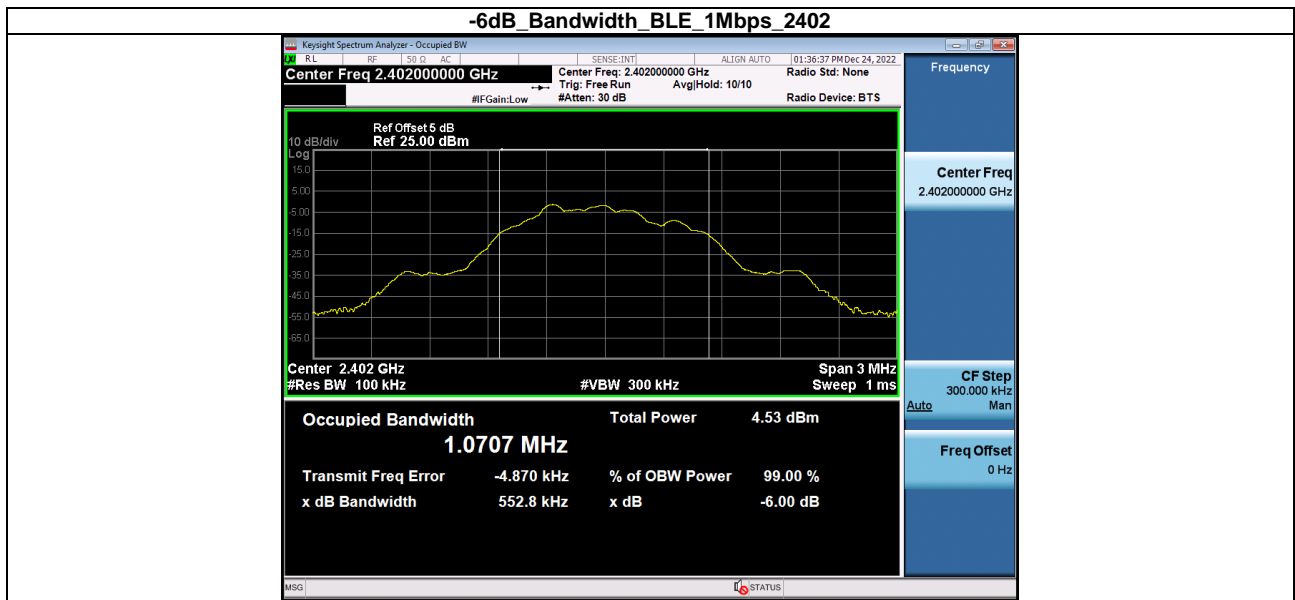 -6dB_Bandwidth_BLE_1Mbps_2402
Keysight Spectrum Analyzer - Occupied BW
LXI RL RF 50 Ω AC SENSE:INT ALIGN AUTO 01:36:37 PM Dec 24, 2022
Center Freq 2.402000000 GHz
Center Freq: 2.402000000 GHz Radio Std: None
Trig: Free Run Avg|Hold: 10/10
#IFGain:Low #Atten: 30 dB Radio Device: BTS
Frequency
Ref Offset 5 dB
10 dB/div Ref 25.00 dBm
Log
15.0
5.00
-5.00
-15.0
-25.0
-35.0
-45.0
-55.0
-65.0
Center 2.402 GHz Span 3 MHz
#Res BW 100 kHz #VBW 300 kHz Sweep 1 ms
Center Freq
2.402000000 GHz
CF Step
300.000 kHz
Auto Man
Freq Offset
0 Hz
Occupied Bandwidth Total Power 4.53 dBm
1.0707 MHz
Transmit Freq Error -4.870 kHz % of OBW Power 99.00 %
x dB Bandwidth 552.8 kHz x dB -6.00 dB
MSG STATUS